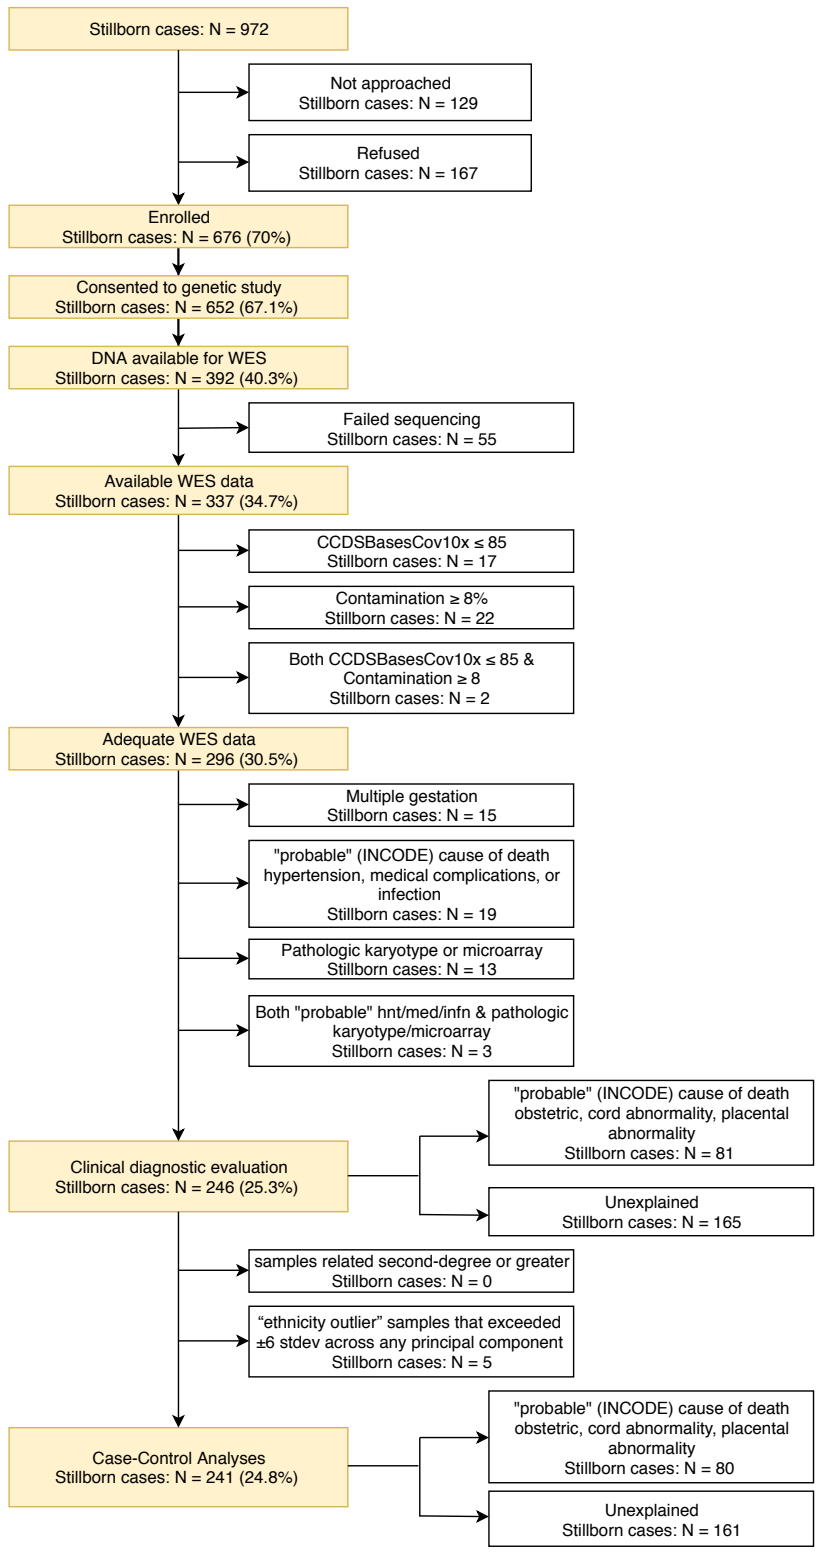 Stillborn cases: N = 972
Not approached
Stillborn cases: N = 129
Refused
Stillborn cases: N = 167
Enrolled
Stillborn cases: N = 676 (70%)
Consented to genetic study
Stillborn cases: N = 652 (67.1%)
DNA available for WES
Stillborn cases: N = 392 (40.3%)
Failed sequencing
Stillborn cases: N = 55
Available WES data
Stillborn cases: N = 337 (34.7%)
CCDSBasesCov10x ≤ 85
Stillborn cases: N = 17
Contamination ≥ 8%
Stillborn cases: N = 22
Both CCDSBasesCov10x ≤ 85 &
Contamination ≥ 8
Stillborn cases: N = 2
Adequate WES data
Stillborn cases: N = 296 (30.5%)
Multiple gestation
Stillborn cases: N = 15
"probable" (INCODE) cause of death
hypertension, medical complications, or
infection
Stillborn cases: N = 19
Pathologic karyotype or microarray
Stillborn cases: N = 13
Both "probable" hnt/med/infn & pathologic
karyotype/microarray
Stillborn cases: N = 3
Clinical diagnostic evaluation
Stillborn cases: N = 246 (25.3%)
"probable" (INCODE) cause of death
obstetric, cord abnormality, placental
abnormality
Stillborn cases: N = 81
Unexplained
Stillborn cases: N = 165
samples related second-degree or greater
Stillborn cases: N = 0
“ethnicity outlier” samples that exceeded
±6 stdev across any principal component
Stillborn cases: N = 5
Case-Control Analyses
Stillborn cases: N = 241 (24.8%)
"probable" (INCODE) cause of death
obstetric, cord abnormality, placental
abnormality
Stillborn cases: N = 80
Unexplained
Stillborn cases: N = 161